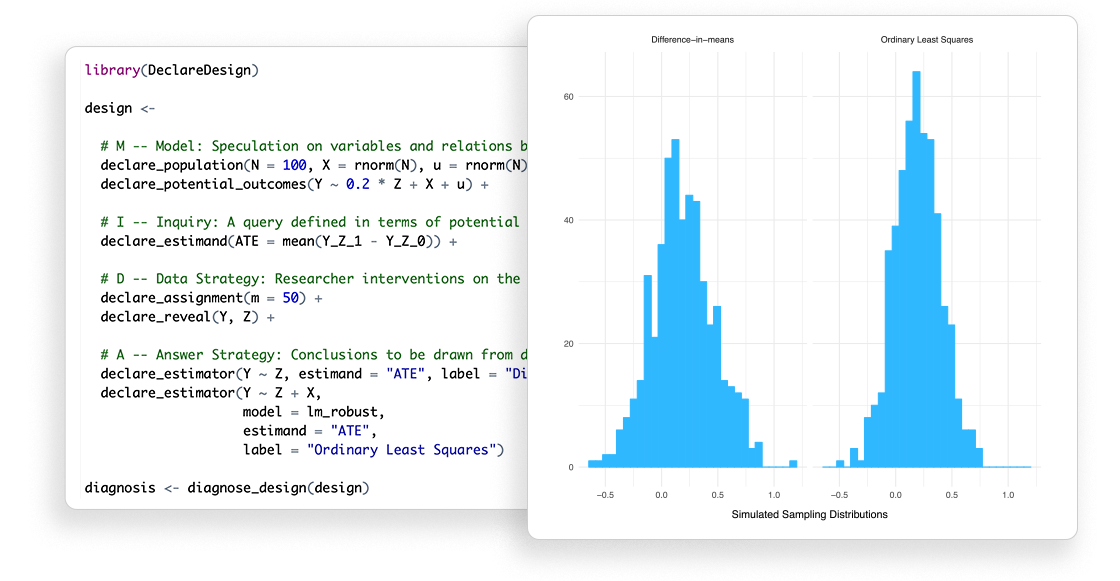 library(DeclareDesign)
design <-
# M -- Model: Speculation on variables and relations b
declare_population(N = 100, X = rnorm(N), u = rnorm(N)
declare_potential_outcomes(Y ~ 0.2 * Z + X + u) +
# I -- Inquiry: A query defined in terms of potential
declare_estimand(ATE = mean(Y_Z_1 - Y_Z_0)) +
# D -- Data Strategy: Researcher interventions on the
declare_assignment(m = 50) +
declare_reveal(Y, Z) +
# A -- Answer Strategy: Conclusions to be drawn from d
declare_estimator(Y ~ Z, estimand = "ATE", label = "Di
declare_estimator(Y ~ Z + X,
model = lm_robust,
estimand = "ATE",
label = "Ordinary Least Squares")
diagnosis <- diagnose_design(design)
Difference-in-means
Ordinary Least Squares
60
40
20
0
-0.5 0.0 0.5 1.0
-0.5 0.0 0.5 1.0
Simulated Sampling Distributions